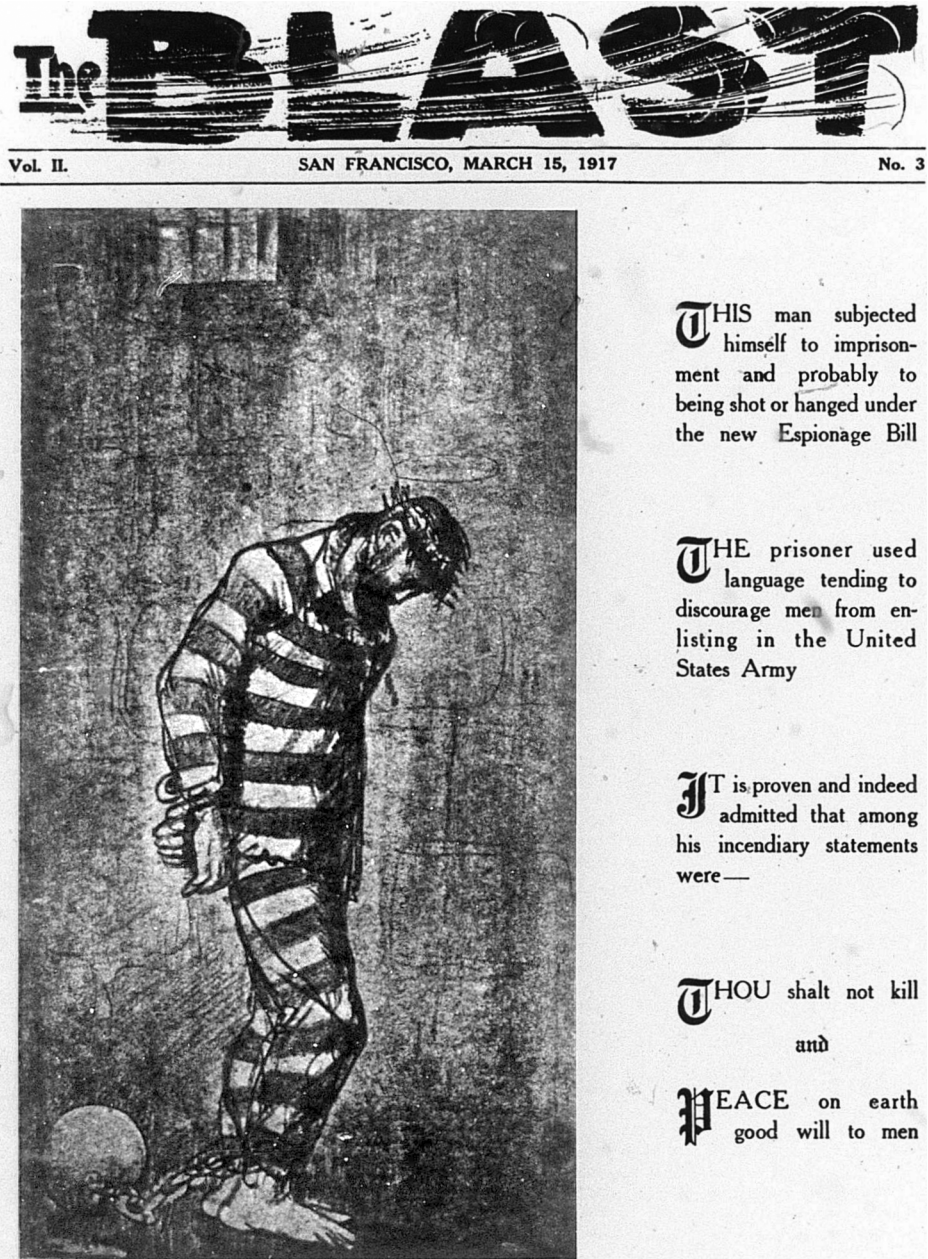 The BLAST
Vol. II. SAN FRANCISCO, MARCH 15, 1917 No. 3
THIS man subjected
himself to imprison-
ment and probably to
being shot or hanged under
the new Espionage Bill
THE prisoner used
language tending to
discourage men from en-
listing in the United
States Army
IT is proven and indeed
admitted that among
his incendiary statements
were—
THOU shalt not kill
and
PEACE on earth
good will to men